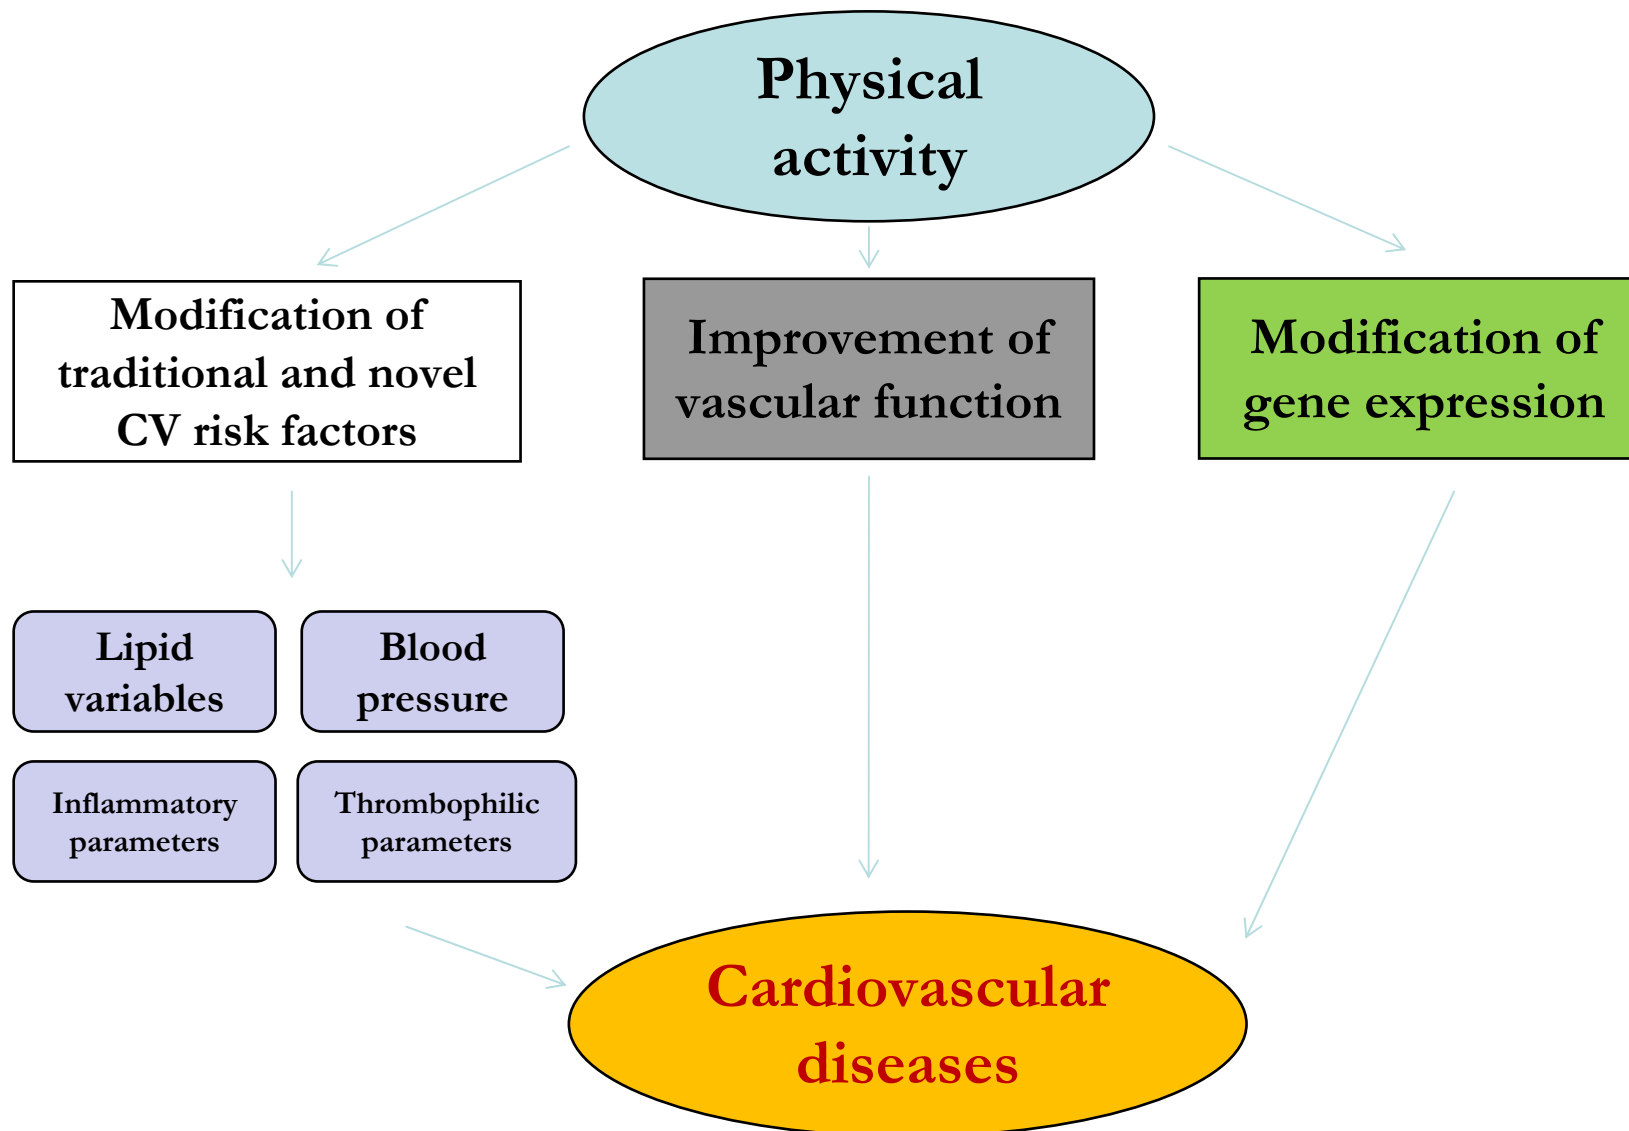 Physical
activity
Modification of
traditional and novel
CV risk factors
Improvement of
vascular function
Modification of
gene expression
Lipid
variables
Blood
pressure
Inflammatory
parameters
Thrombophilic
parameters
Cardiovascular
diseases